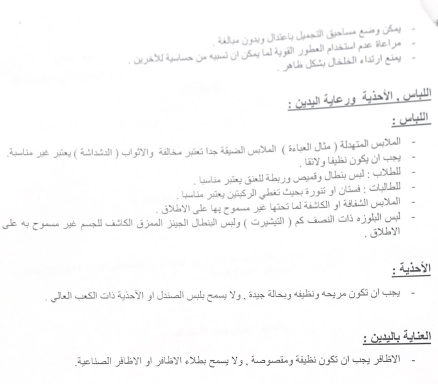 - يمكن وضع مساحيق التجميل باعتدال وبدون مبالغة .
- مراعاة عدم استخدام العطور القوية لما يمكن ان تسببه من حساسية للأخرين .
- يمنع ارتداء الخلخال بشكل ظاهر .
اللباس , الأحذية ورعاية اليدين :
اللباس :
- الملابس المتهدلة ( مثال العباءة ) الملابس الضيقة جدا تعتبر مخالفة والاثواب ( الدشداشة ) يعتبر غير مناسبة.
- يجب ان يكون نظيفا ولائقا .
- للطلاب : لبس بنطال وقميص وربطة للعنق يعتبر مناسبا .
- للطالبات : فستان او تنورة بحيث تغطي الركبتين يعتبر مناسبا .
- الملابس الشفافة او الكاشفة لما تحتها غير مسموح بها على الاطلاق .
- لبس البلوزه ذات النصف كم ( التيشيرت ) ولبس البنطال الجينز الممزق الكاشف للجسم غير مسموح به على
الاطلاق .
الأحذية :
- يجب ان تكون مريحه ونظيفه وبحالة جيدة , ولا يسمح بلبس الصندل او الأحذية ذات الكعب العالي .
العناية باليدين :
- الاظافر يجب ان تكون نظيفة ومقصوصة , ولا يسمح بطلاء الاظافر او الاظافر الصناعية.